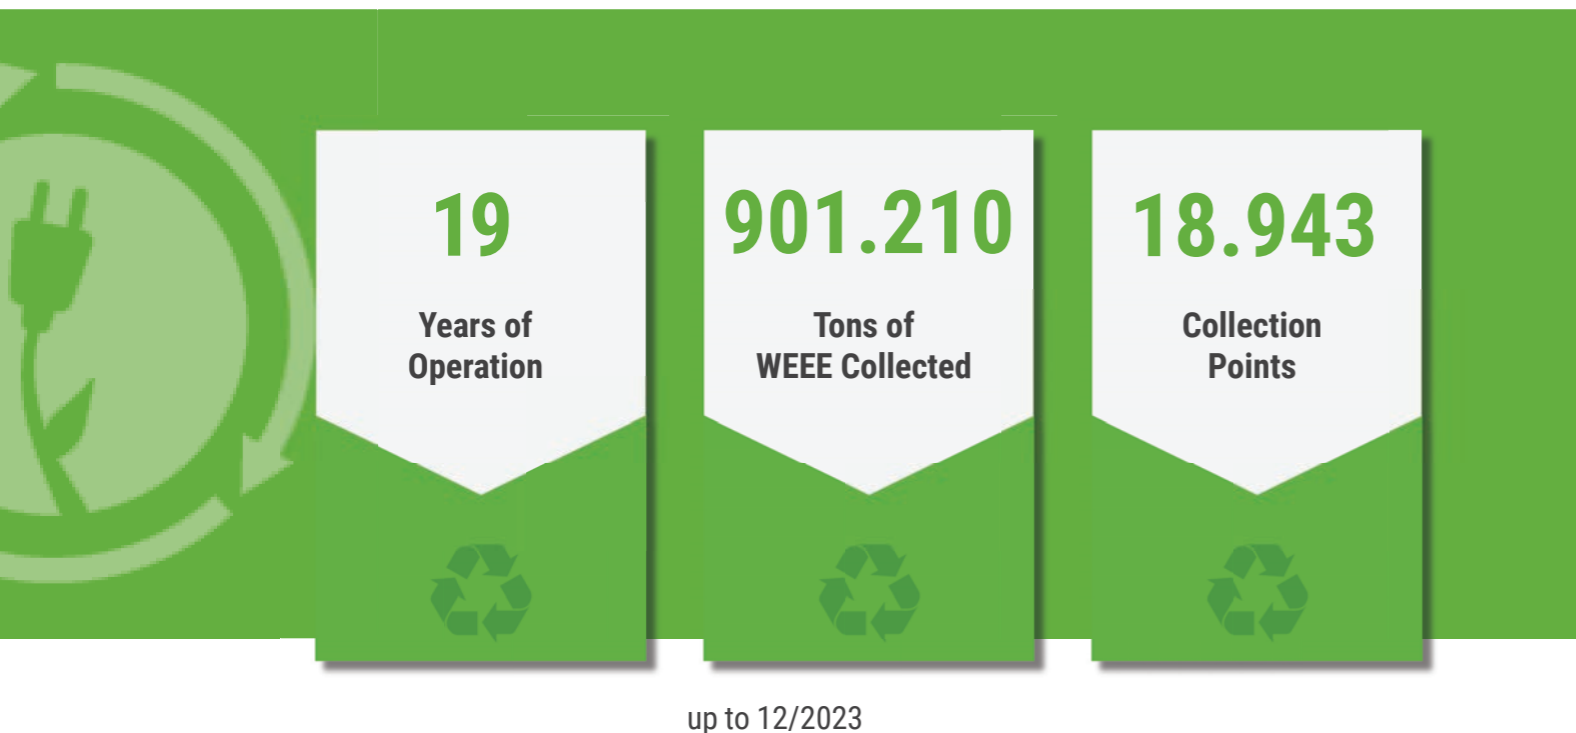 19
Years of
Operation
901.210
Tons of
WEEE Collected
18.943
Collection
Points
up to 12/2023